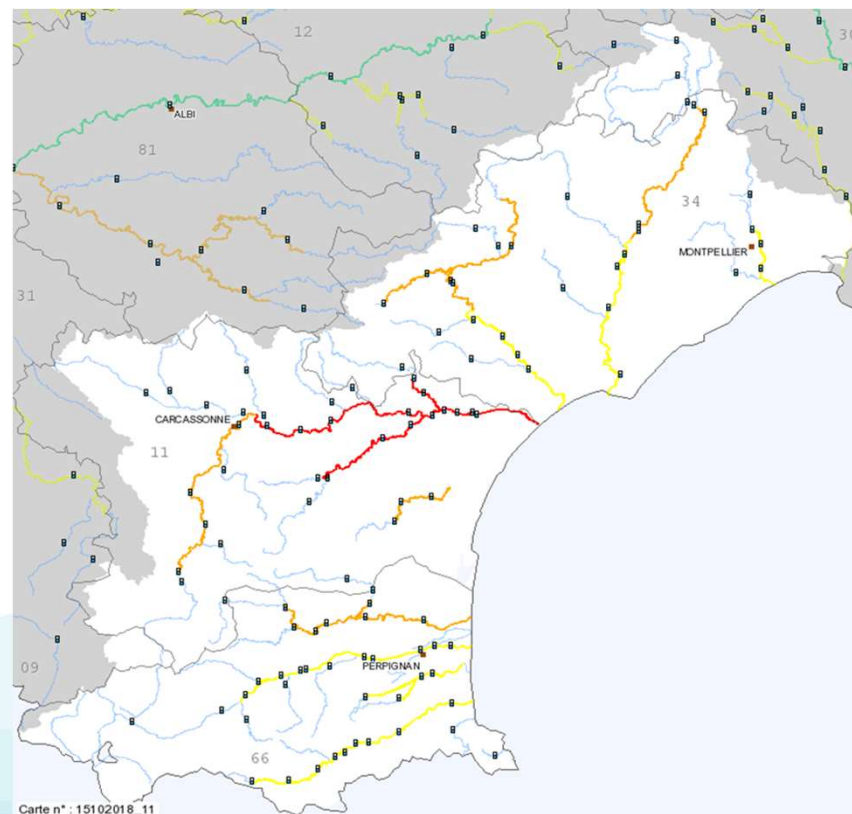 12
30
ALBI
81
34
MONTPELLIER
31
CARCASSONNE
11
PERPIGNAN
09
66
Carte n° : 15102018_11